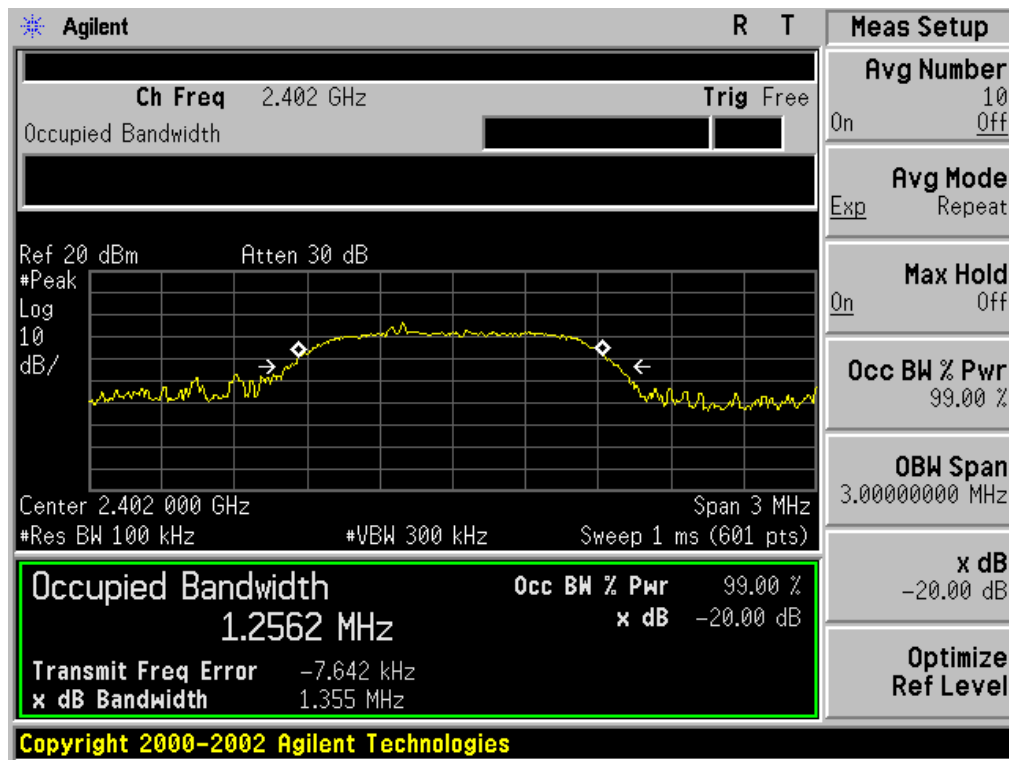 Agilent R T
Ch Freq 2.402 GHz Trig Free
Occupied Bandwidth
Ref 20 dBm Atten 30 dB
#Peak
Log
10
dB/
Center 2.402 000 GHz Span 3 MHz
#Res BW 100 kHz #VBW 300 kHz Sweep 1 ms (601 pts)
Occupied Bandwidth Occ BW % Pwr 99.00 %
1.2562 MHz x dB -20.00 dB
Transmit Freq Error -7.642 kHz
x dB Bandwidth 1.355 MHz
Copyright 2000-2002 Agilent Technologies
Meas Setup
Avg Number
10
On Off
Avg Mode
Exp Repeat
Max Hold
On Off
Occ BW % Pwr
99.00 %
OBW Span
3.00000000 MHz
x dB
-20.00 dB
Optimize
Ref Level